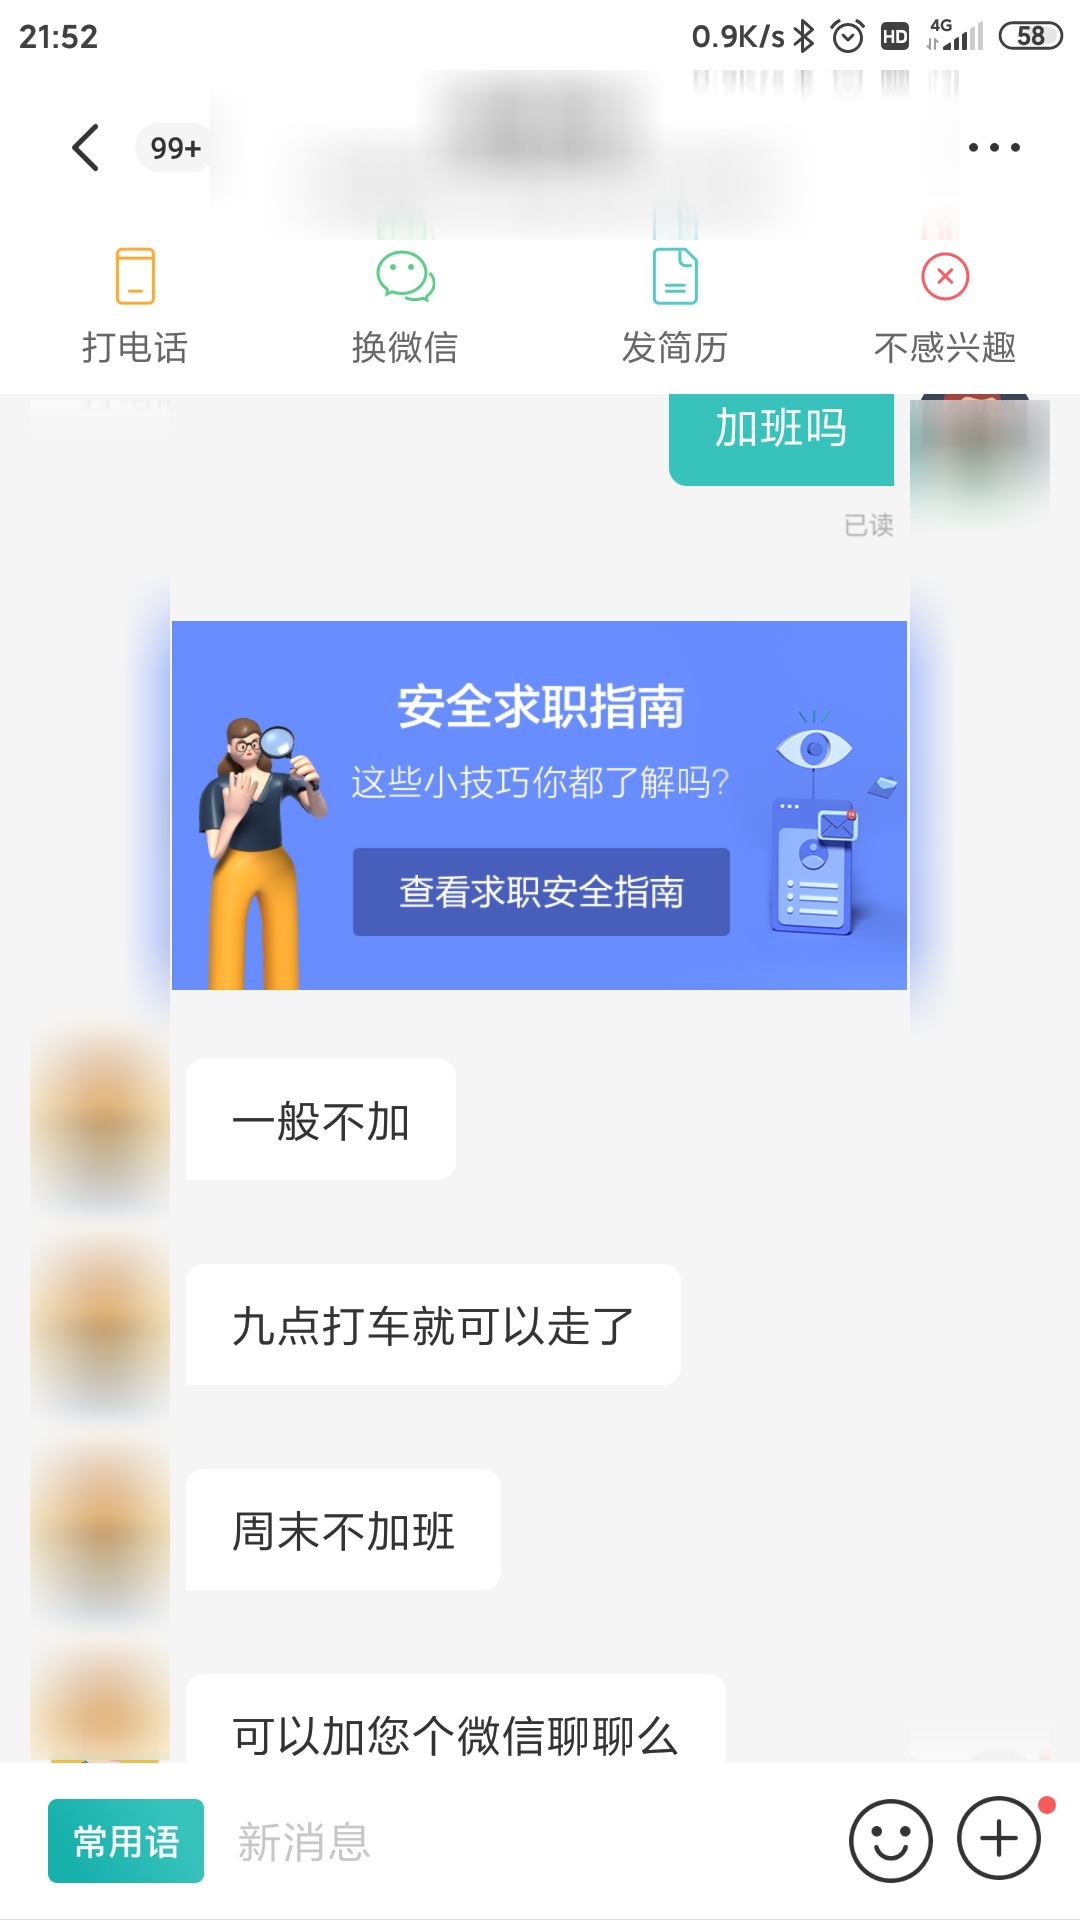 21:52
0.9K/s HD 4G 58
99+
打电话
换微信
发简历
不感兴趣
加班吗
已读
安全求职指南
这些小技巧你都了解吗?
查看求职安全指南
一般不加
九点打车就可以走了
周末不加班
可以加您个微信聊聊么
常用语
新消息